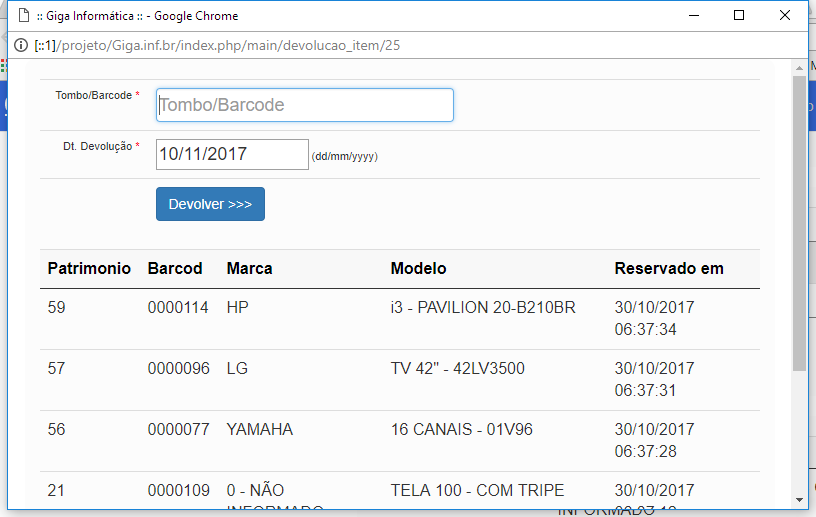 :: Giga Informática :: - Google Chrome
[::1]/projeto/Giga.inf.br/index.php/main/devolucao_item/25
Tombo/Barcode * Tombo/Barcode
Dt. Devolução * 10/11/2017 (dd/mm/yyyy)
Devolver >>>
Patrimonio Barcod Marca Modelo Reservado em
59 0000114 HP i3 - PAVILION 20-B210BR 30/10/2017
06:37:34
57 0000096 LG TV 42" - 42LV3500 30/10/2017
06:37:31
56 0000077 YAMAHA 16 CANAIS - 01V96 30/10/2017
06:37:28
21 0000109 0 - NÃO TELA 100 - COM TRIPE 30/10/2017
INFORMADO